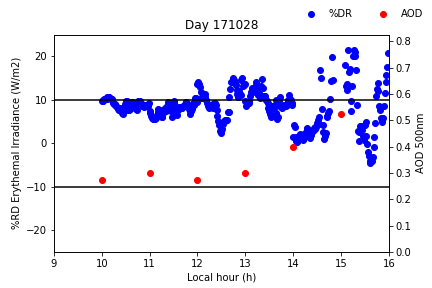 %DR AOD
Day 171028
%RD Erythermal Irradiance (W/m2)
20
10
0
−10
−20
0.8
0.7
0.6
0.5
0.4
0.3
0.2
0.1
0.0
AOD 500nm
9 10 11 12 13 14 15 16
Local hour (h)